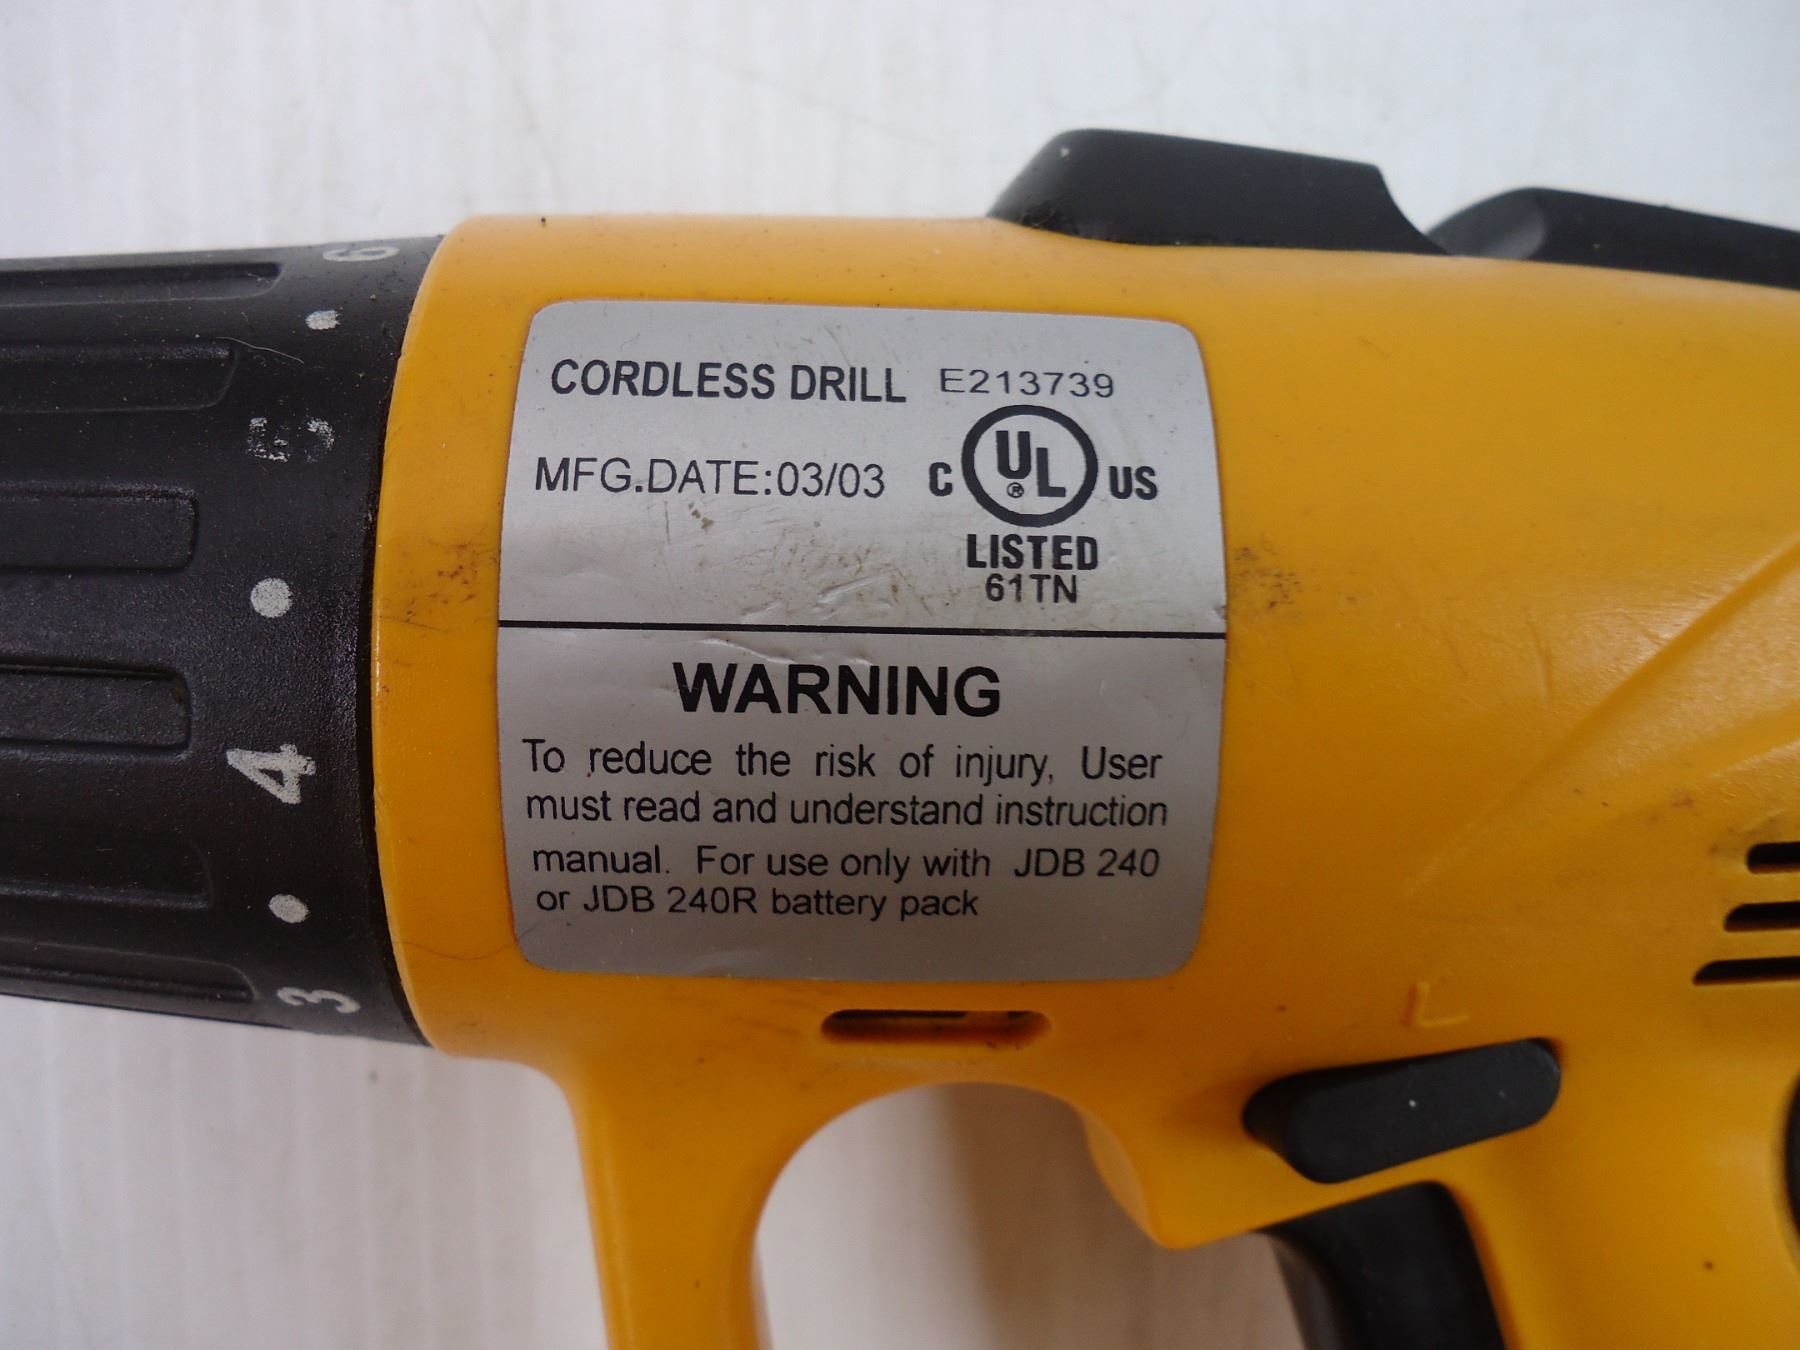 CORDLESS DRILL E213739
MFG.DATE:03/03
C UL® US
LISTED
61TN
WARNING
To reduce the risk of injury, User
must read and understand instruction
manual. For use only with JDB 240
or JDB 240R battery pack
6
5
4
3
L